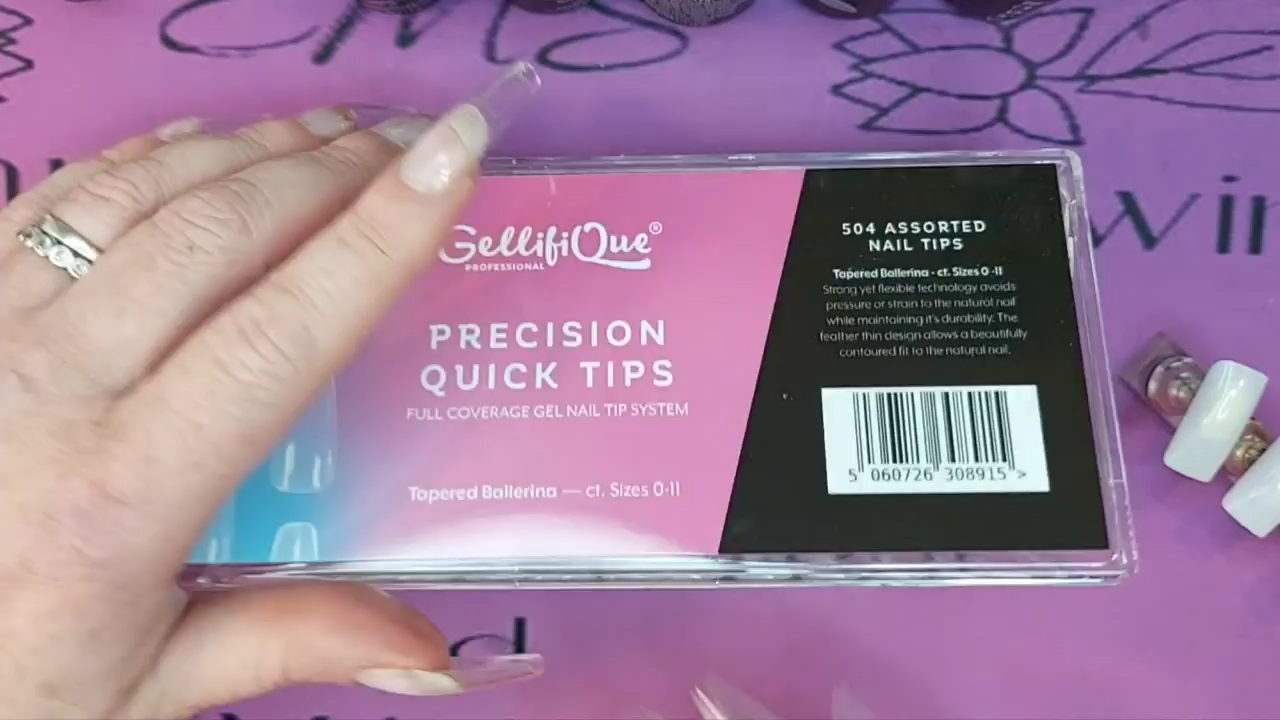 CMS
GellifiQue®
PROFESSIONAL
PRECISION
QUICK TIPS
FULL COVERAGE GEL NAIL TIP SYSTEM
Tapered Ballerina — ct. Sizes 0-11
504 ASSORTED
NAIL TIPS
Tapered Ballerina - ct. Sizes 0-11
Strong yet flexible technology avoids
pressure or strain to the natural nail
while maintaining it's durability. The
feather thin design allows a beautifully
contoured fit to the natural nail.
5 060726 308915 >